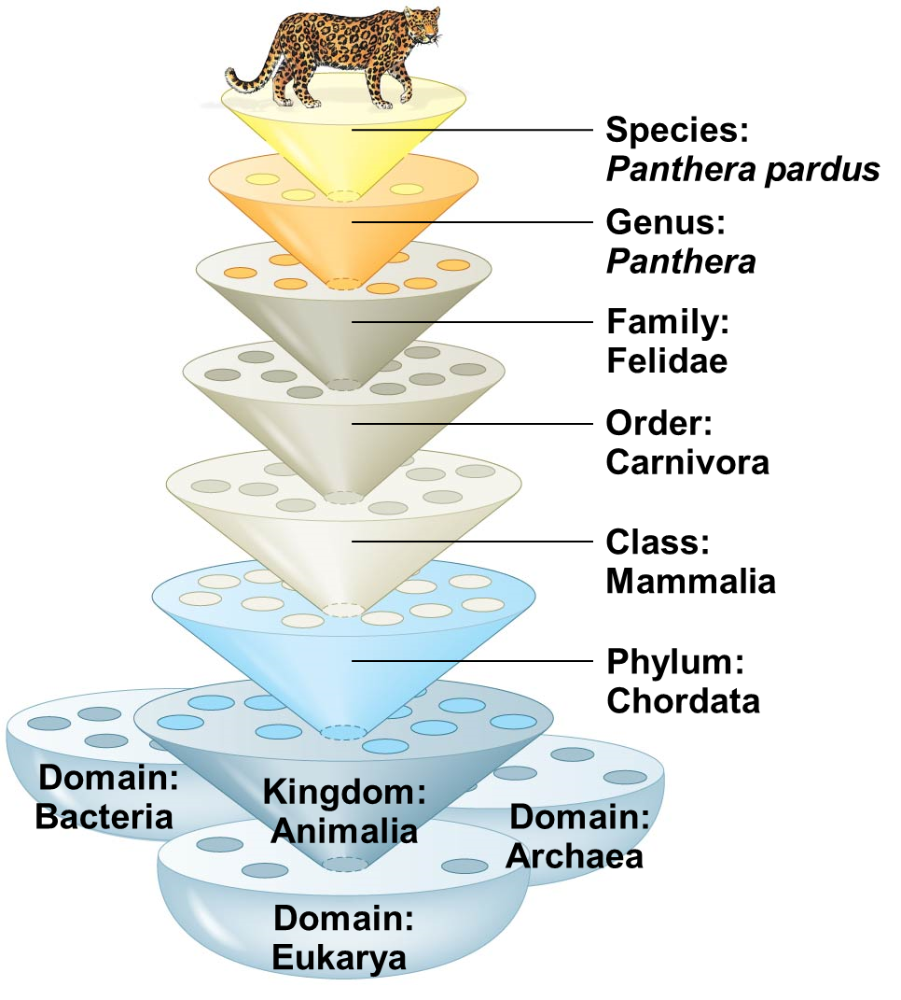 Species:
Panthera pardus
Genus:
Panthera
Family:
Felidae
Order:
Carnivora
Class:
Mammalia
Phylum:
Chordata
Domain:
Bacteria
Kingdom:
Animalia
Domain:
Archaea
Domain:
Eukarya